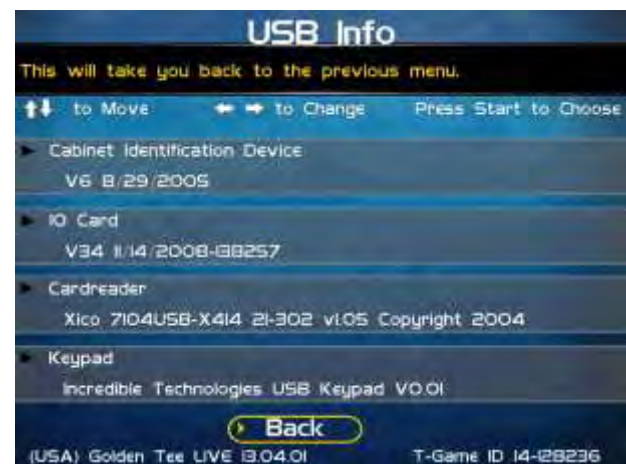 USB Info
This will take you back to the previous menu.
to Move to Change Press Start to Choose
Cabinet Identification Device
V6 8/29/2005
IO Card
V34 11/14/2008-138257
Cardreader
Xico 7104USB-X414 21-302 v1.05 Copyright 2004
Keypad
Incredible Technologies USB Keypad V0.01
Back
(USA) Golden Tee LIVE 13.04.01 T-Game ID 14-128236